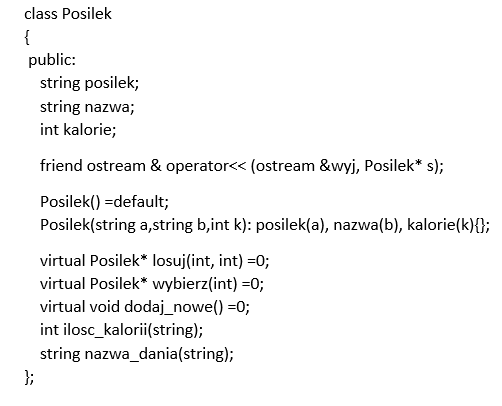 class Posilek
{
public:
string posilek;
string nazwa;
int kalorie;
friend ostream & operator<< (ostream &wyj, Posilek* s);
Posilek() =default;
Posilek(string a,string b,int k): posilek(a), nazwa(b), kalorie(k){};
virtual Posilek* losuj(int, int) =0;
virtual Posilek* wybierz(int) =0;
virtual void dodaj_nowe() =0;
int ilosc_kalorii(string);
string nazwa_dania(string);
};